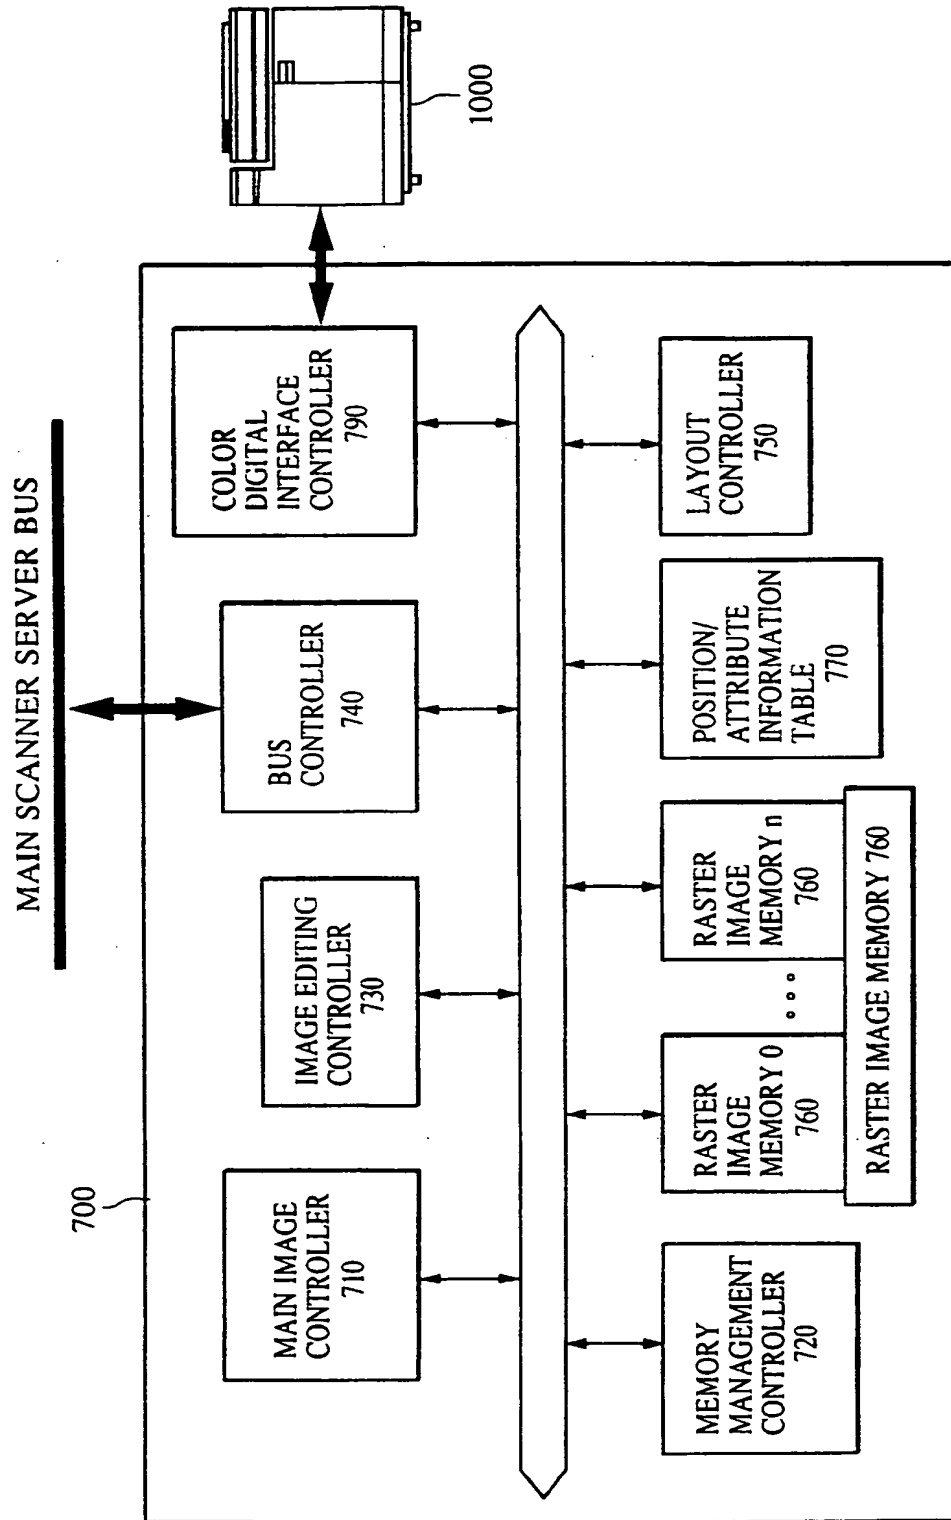 MAIN SCANNER SERVER BUS
700
1000
MAIN IMAGE
CONTROLLER
710
IMAGE EDITING
CONTROLLER
730
BUS
CONTROLLER
740
COLOR
DIGITAL
INTERFACE
CONTROLLER
790
MEMORY
MANAGEMENT
CONTROLLER
720
RASTER
IMAGE
MEMORY 0
760
RASTER
IMAGE
MEMORY n
760
RASTER IMAGE MEMORY 760
POSITION/
ATTRIBUTE
INFORMATION
TABLE
770
LAYOUT
CONTROLLER
750